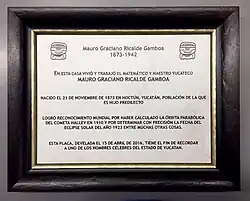 Mauro Graciano Ricalde Gamboa
1873-1942
EN ESTA CASA VIVIÓ Y TRABAJÓ EL MATEMÁTICO Y MAESTRO YUCATECO
MAURO GRACIANO RICALDE GAMBOA
NACIDO EL 21 DE NOVIEMBRE DE 1873 EN HOCTÚN, YUCATÁN, POBLACIÓN DE LA QUE
ES HIJO PREDILECTO
LOGRÓ RECONOCIMIENTO MUNDIAL POR HABER CALCULADO LA ÓRBITA PARABÓLICA
DEL COMETA HALLEY EN 1910 Y POR DETERMINAR CON PRECISIÓN LA FECHA DEL
ECLIPSE SOLAR DEL AÑO 1923 ENTRE MUCHAS OTRAS COSAS.
ESTA PLACA, DEVELADA EL 15 DE ABRIL DE 2016, TIENE EL FIN DE RECORDAR
A UNO DE LOS HOMBRES CÉLEBRES DEL ESTADO DE YUCATÁN.